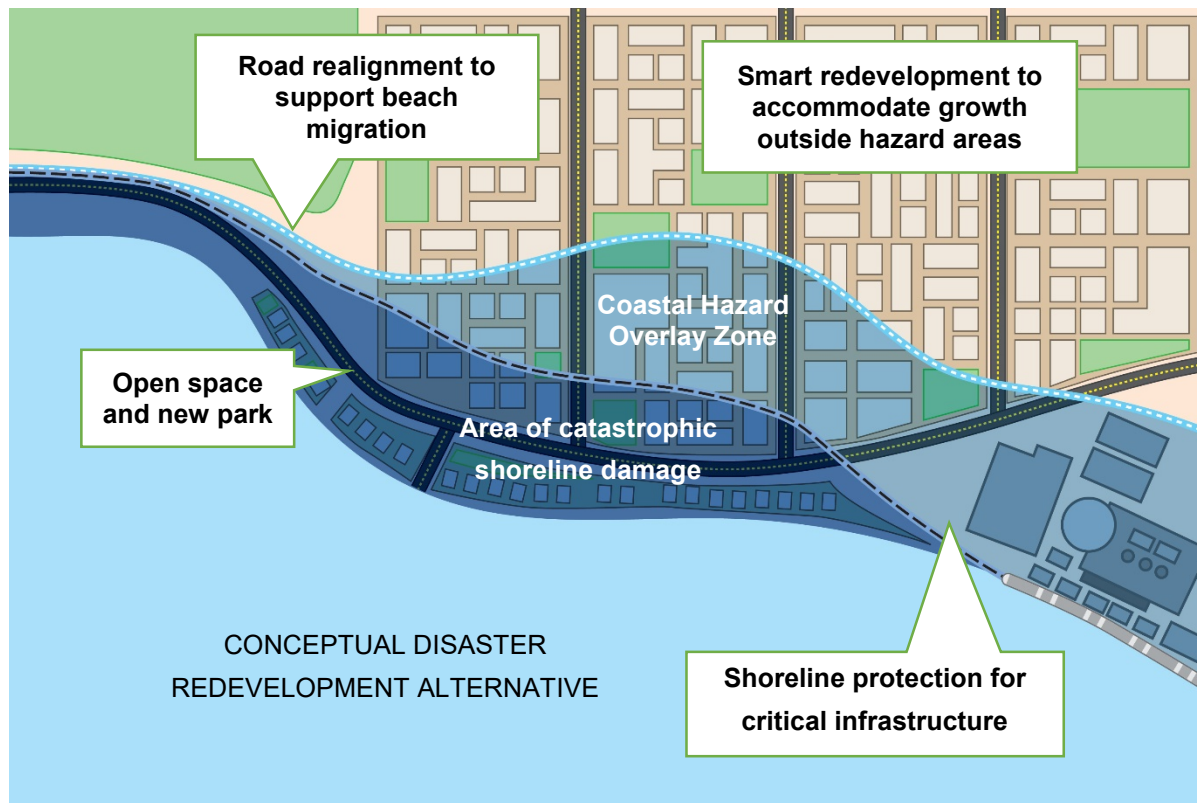 Road realignment to
support beach
migration
Smart redevelopment to
accommodate growth
outside hazard areas
Coastal Hazard
Overlay Zone
Open space
and new park
Area of catastrophic
shoreline damage
CONCEPTUAL DISASTER
REDEVELOPMENT ALTERNATIVE
Shoreline protection for
critical infrastructure